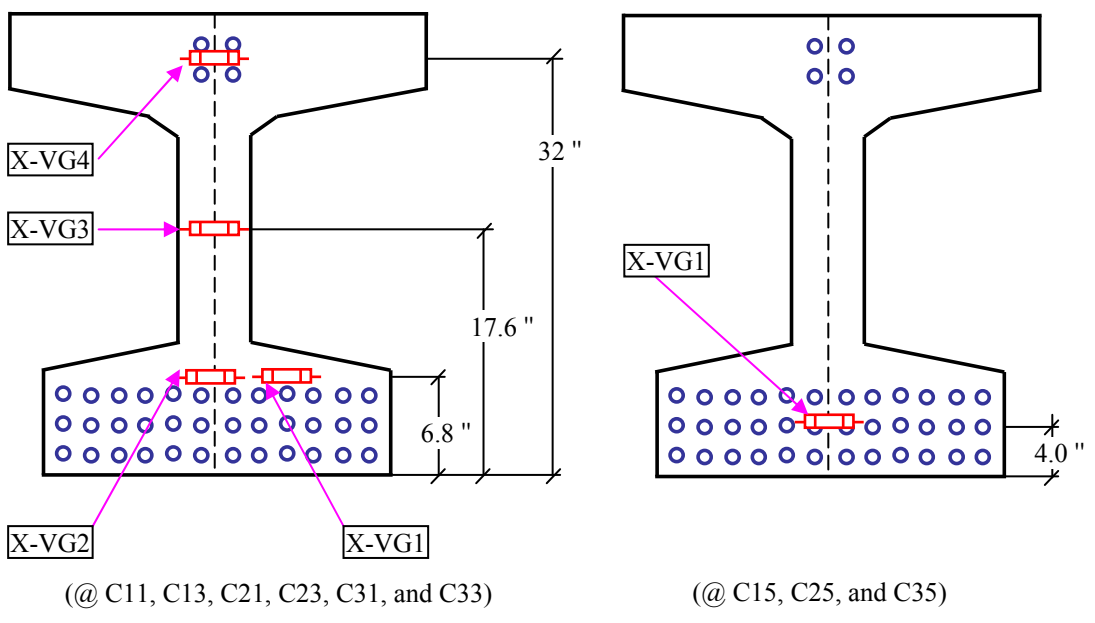 X-VG4
32 "
X-VG3
X-VG1
17.6 "
6.8 "
4.0 "
X-VG2
X-VG1
(@ C11, C13, C21, C23, C31, and C33)
(@ C15, C25, and C35)